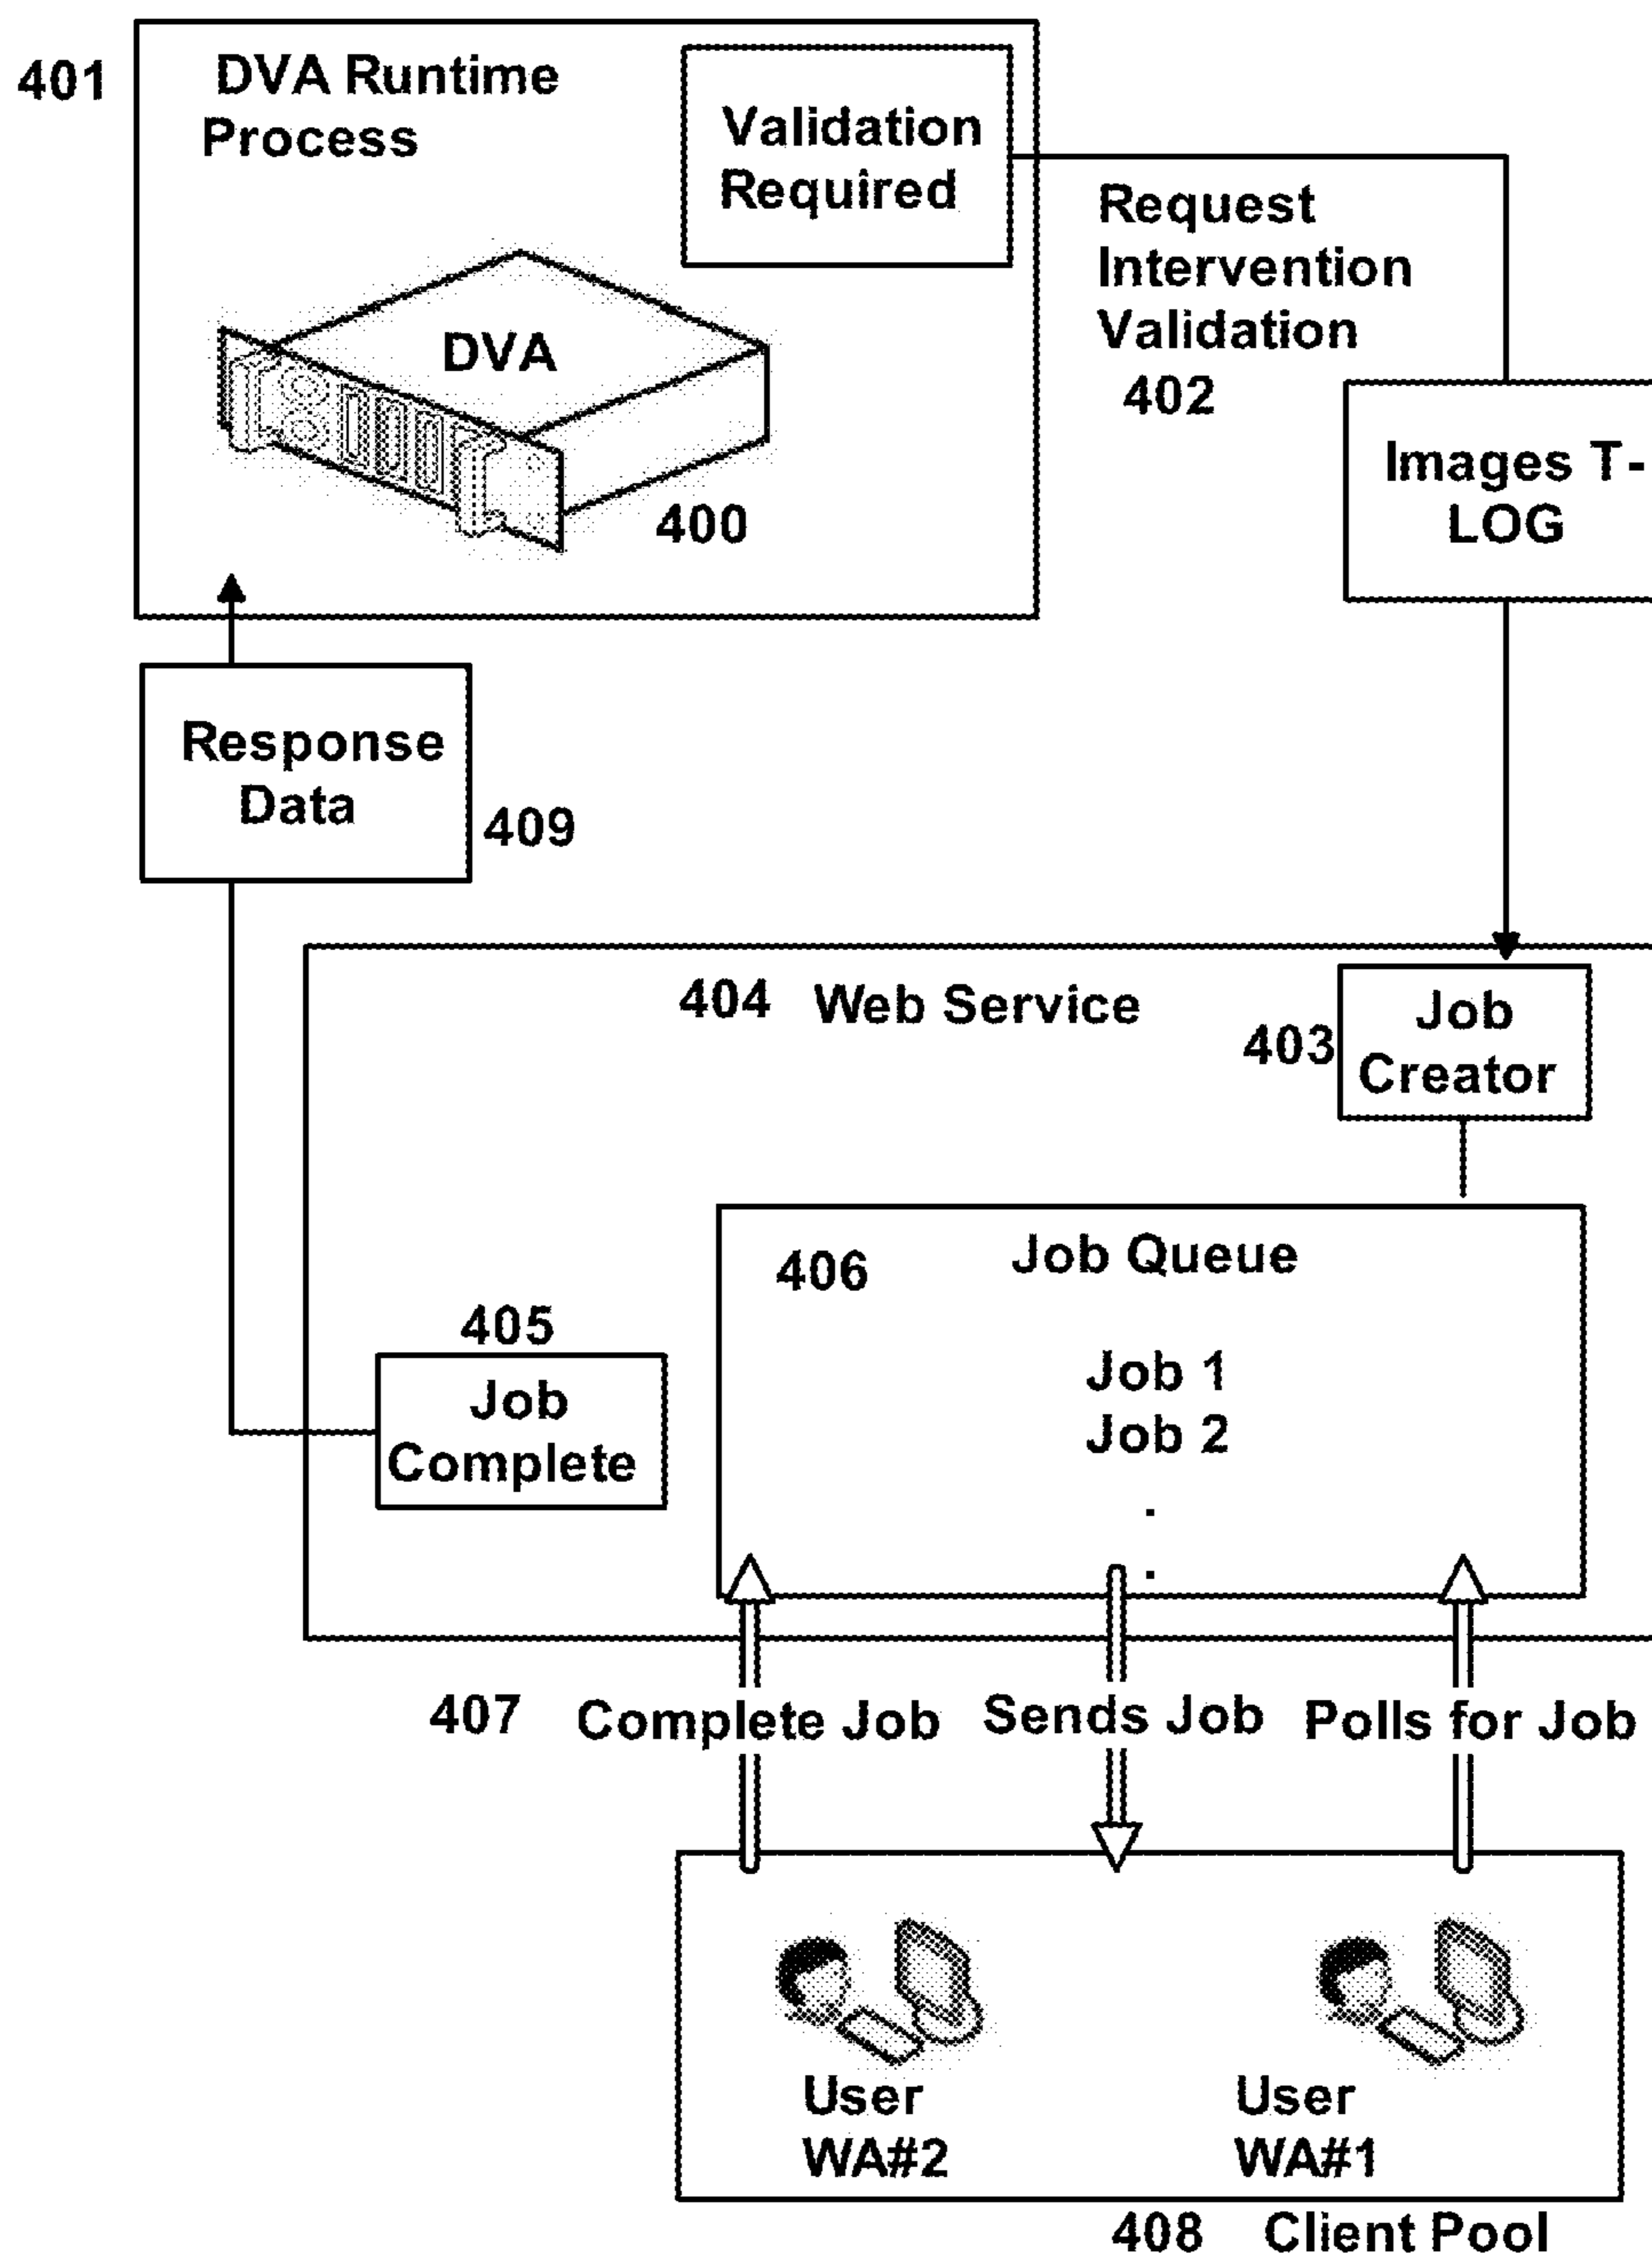 401
DVA Runtime
Process
Validation
Required
Request
Intervention
Validation
402
DVA
400
Images T-
LOG
Response
Data
409
404 Web Service
403
Job
Creator
406
Job Queue
Job 1
Job 2
.
.
405
Job
Complete
407 Complete Job Sends Job Polls for Job
User
WA#2
User
WA#1
408 Client Pool